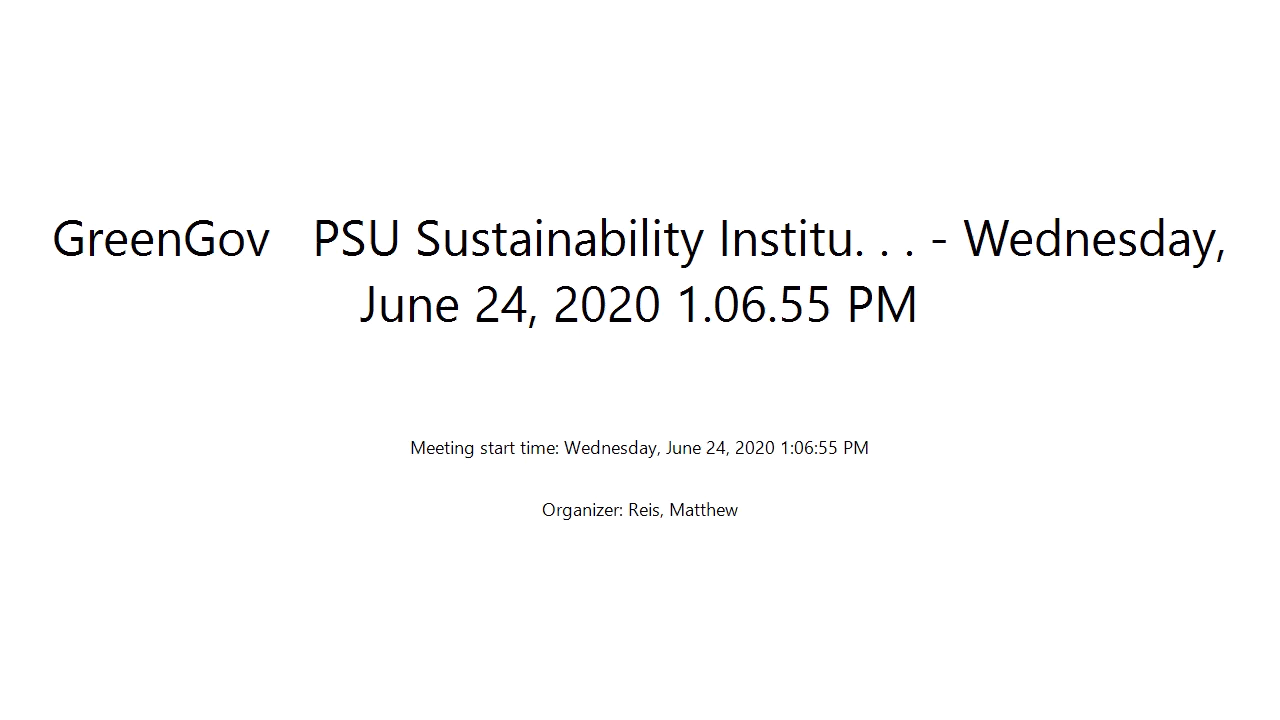 GreenGov   PSU Sustainability Institu. . . - Wednesday,
June 24, 2020 1.06.55 PM
Meeting start time: Wednesday, June 24, 2020 1:06:55 PM
Organizer: Reis, Matthew